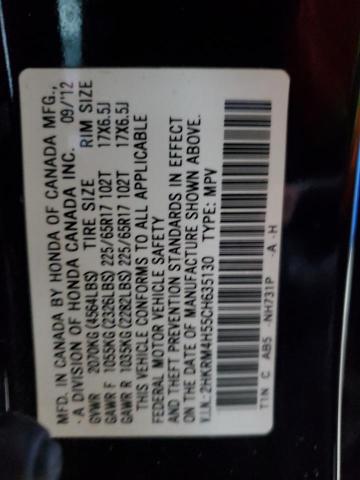 MFD. IN CANADA BY HONDA OF CANADA MFG.,
A DIVISION OF HONDA CANADA INC. 09/'12
GVWR 2070KG (4564LBS) TIRE SIZE RIM SIZE
GAWR F 1055KG (2326LBS) 225/65R17 102T 17X6.5J
GAWR R 1035KG (2282LBS) 225/65R17 102T 17X6.5J
THIS VEHICLE CONFORMS TO ALL APPLICABLE
FEDERAL MOTOR VEHICLE SAFETY
AND THEFT PREVENTION STANDARDS IN EFFECT
ON THE DATE OF MANUFACTURE SHOWN ABOVE.
V.I.N.: 2HKRM4H55CH635130 TYPE: MPV
T1N C AB5 -NH731P -A -H